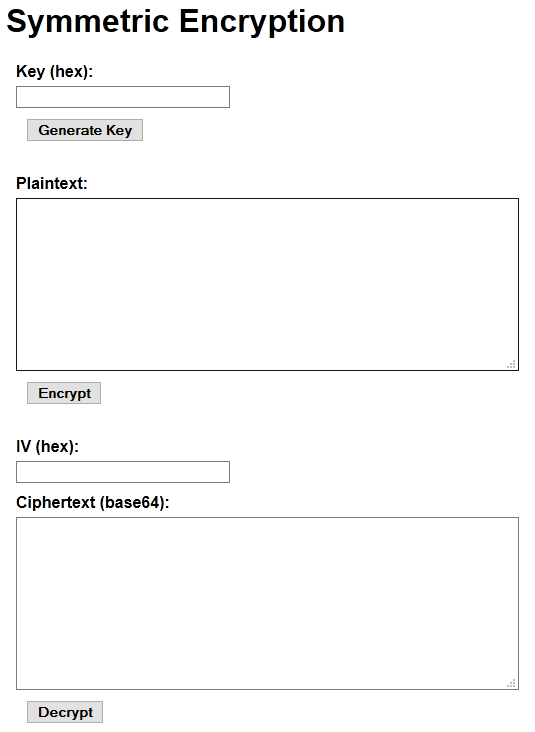 Symmetric Encryption
Key (hex):
Generate Key
Plaintext:
Encrypt
IV (hex):
Ciphertext (base64):
Decrypt